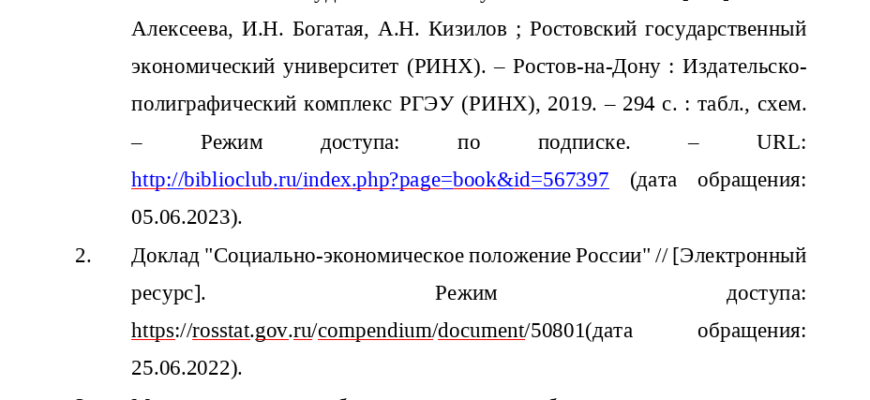 Алексеева, И.Н. Богатая, А.Н. Кизилов ; Ростовский государственный
экономический университет (РИНХ). – Ростов-на-Дону : Издательско-
полиграфический комплекс РГЭУ (РИНХ), 2019. – 294 с. : табл., схем.
– Режим доступа: по подписке. – URL:
http://biblioclub.ru/index.php?page=book&id=567397 (дата обращения:
05.06.2023).
2. Доклад "Социально-экономическое положение России" // [Электронный
ресурс]. Режим доступа:
https://rosstat.gov.ru/compendium/document/50801(дата обращения:
25.06.2022).